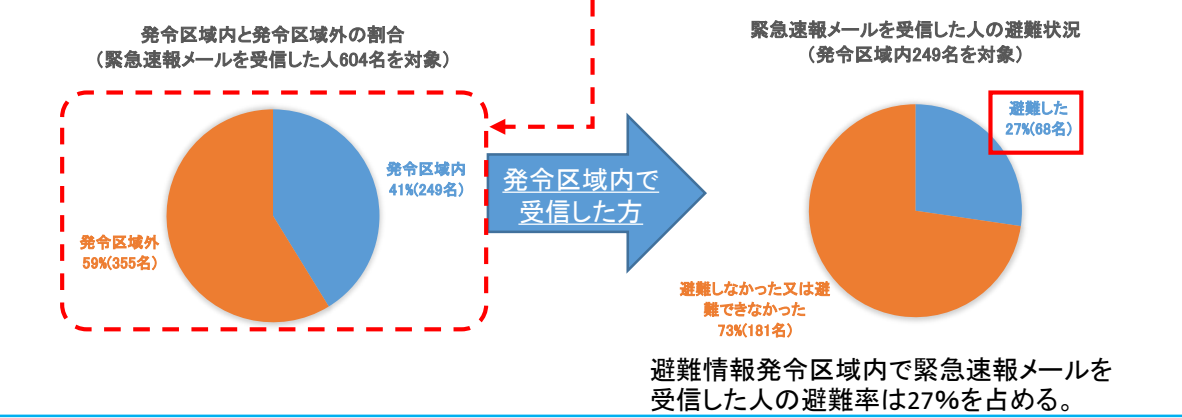 発令区域内と発令区域外の割合
（緊急速報メールを受信した人604名を対象）
発令区域内
41%(249名)
発令区域外
59%(355名)
発令区域内で
受信した方
緊急速報メールを受信した人の避難状況
（発令区域内249名を対象）
避難した
27%(68名)
避難しなかった又は避
難できなかった
73%(181名)
避難情報発令区域内で緊急速報メールを
受信した人の避難率は27%を占める。